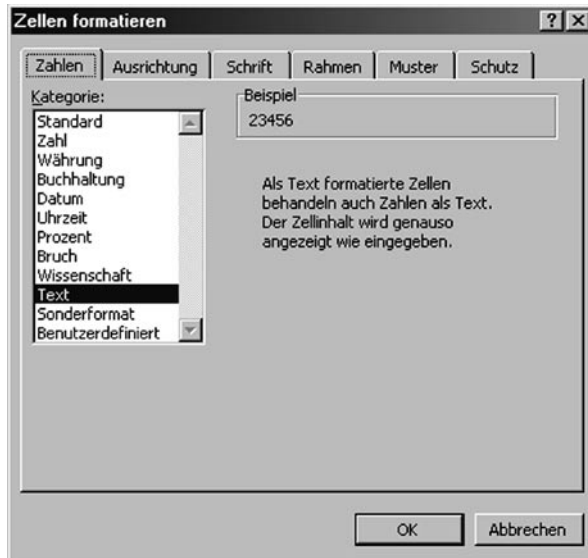 Zellen formatieren
Zahlen Ausrichtung Schrift Rahmen Muster Schutz
Kategorie:
Standard
Zahl
Währung
Buchhaltung
Datum
Uhrzeit
Prozent
Bruch
Wissenschaft
Text
Sonderformat
Benutzerdefiniert
Beispiel
23456
Als Text formatierte Zellen
behandeln auch Zahlen als Text.
Der Zellinhalt wird genauso
angezeigt wie eingegeben.
OK Abbrechen